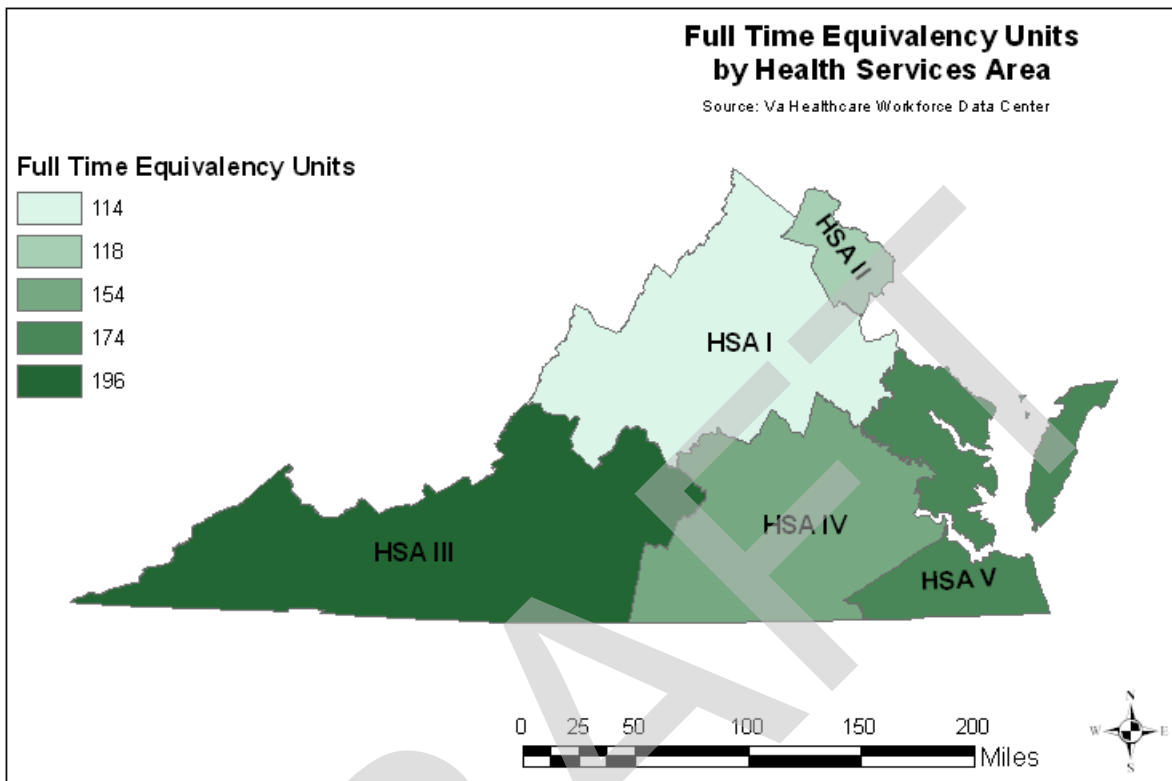 Full Time Equivalency Units
by Health Services Area
Source: Va Healthcare Workforce Data Center
Full Time Equivalency Units
114
118
154
174
196
HSA II
HSA I
HSA III
HSA IV
HSA V
0 25 50 100 150 200
Miles
N
W E
S
DRAFT